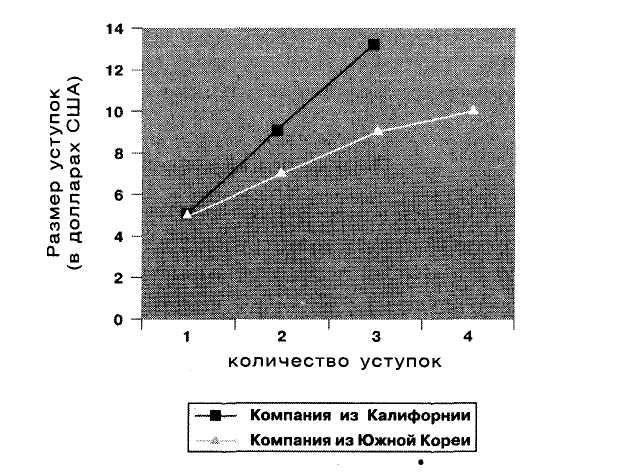 14
12
10
8
6
4
2
0
Размер уступок
(в долларах США)
1 2 3 4
количество уступок
Компания из Калифорнии
Компания из Южной Кореи